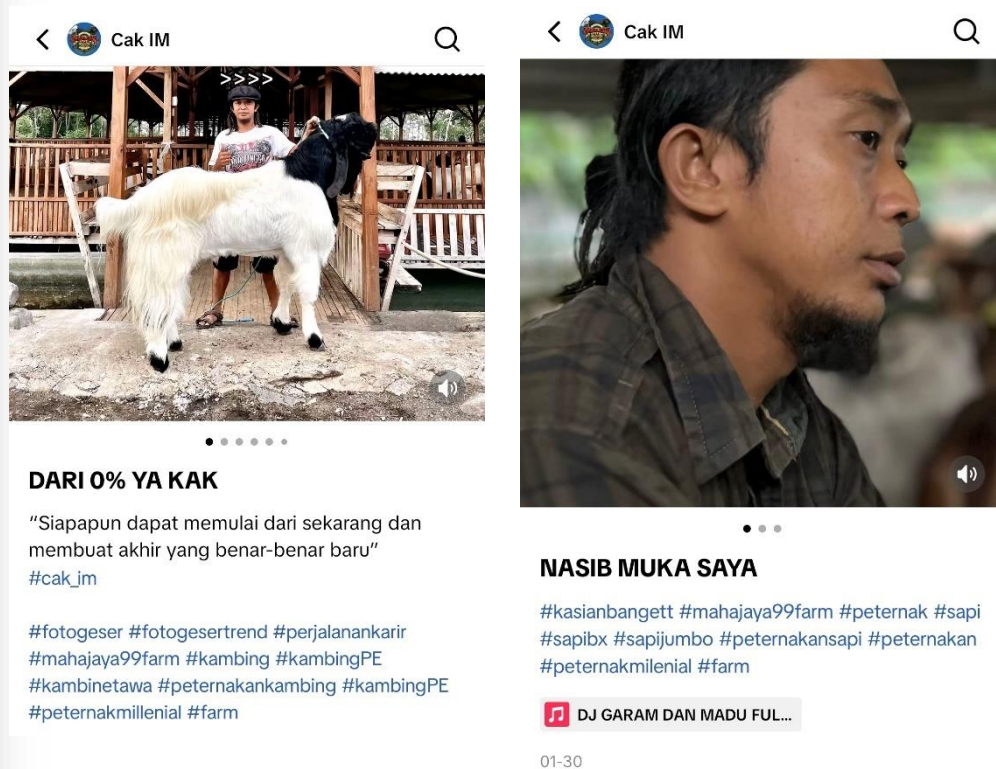 Cak IM
>>>>
DARI 0% YA KAK
“Siapapun dapat memulai dari sekarang dan
membuat akhir yang benar-benar baru”
#cak_im
#fotogeser #fotogesertrend #perjalanankarir
#mahajaya99farm #kambing #kambingPE
#kambinetawa #peternakankambing #kambingPE
#peternakmillenial #farm
Cak IM
NASIB MUKA SAYA
#kasianbangett #mahajaya99farm #peternak #sapi
#sapibx #sapijumbo #peternakansapi #peternakan
#peternakmilenial #farm
DJ GARAM DAN MADU FUL...
01-30